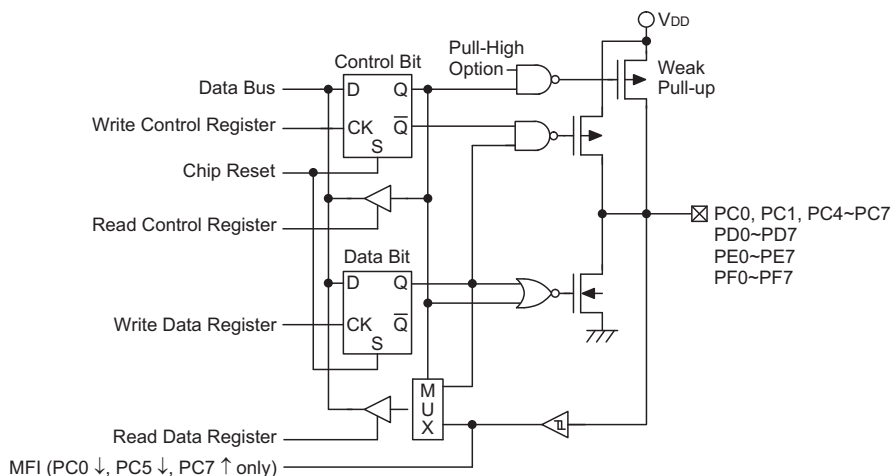 VDD
Pull-High
Option
Weak
Pull-up
Control Bit
Data Bus
D
Q
Write Control Register
CK
Q
S
Chip Reset
Read Control Register
PC0, PC1, PC4~PC7
PD0~PD7
PE0~PE7
PF0~PF7
Data Bit
D
Q
Write Data Register
CK
Q
S
M
U
X
Read Data Register
MFI (PC0 ↓, PC5 ↓, PC7 ↑ only)